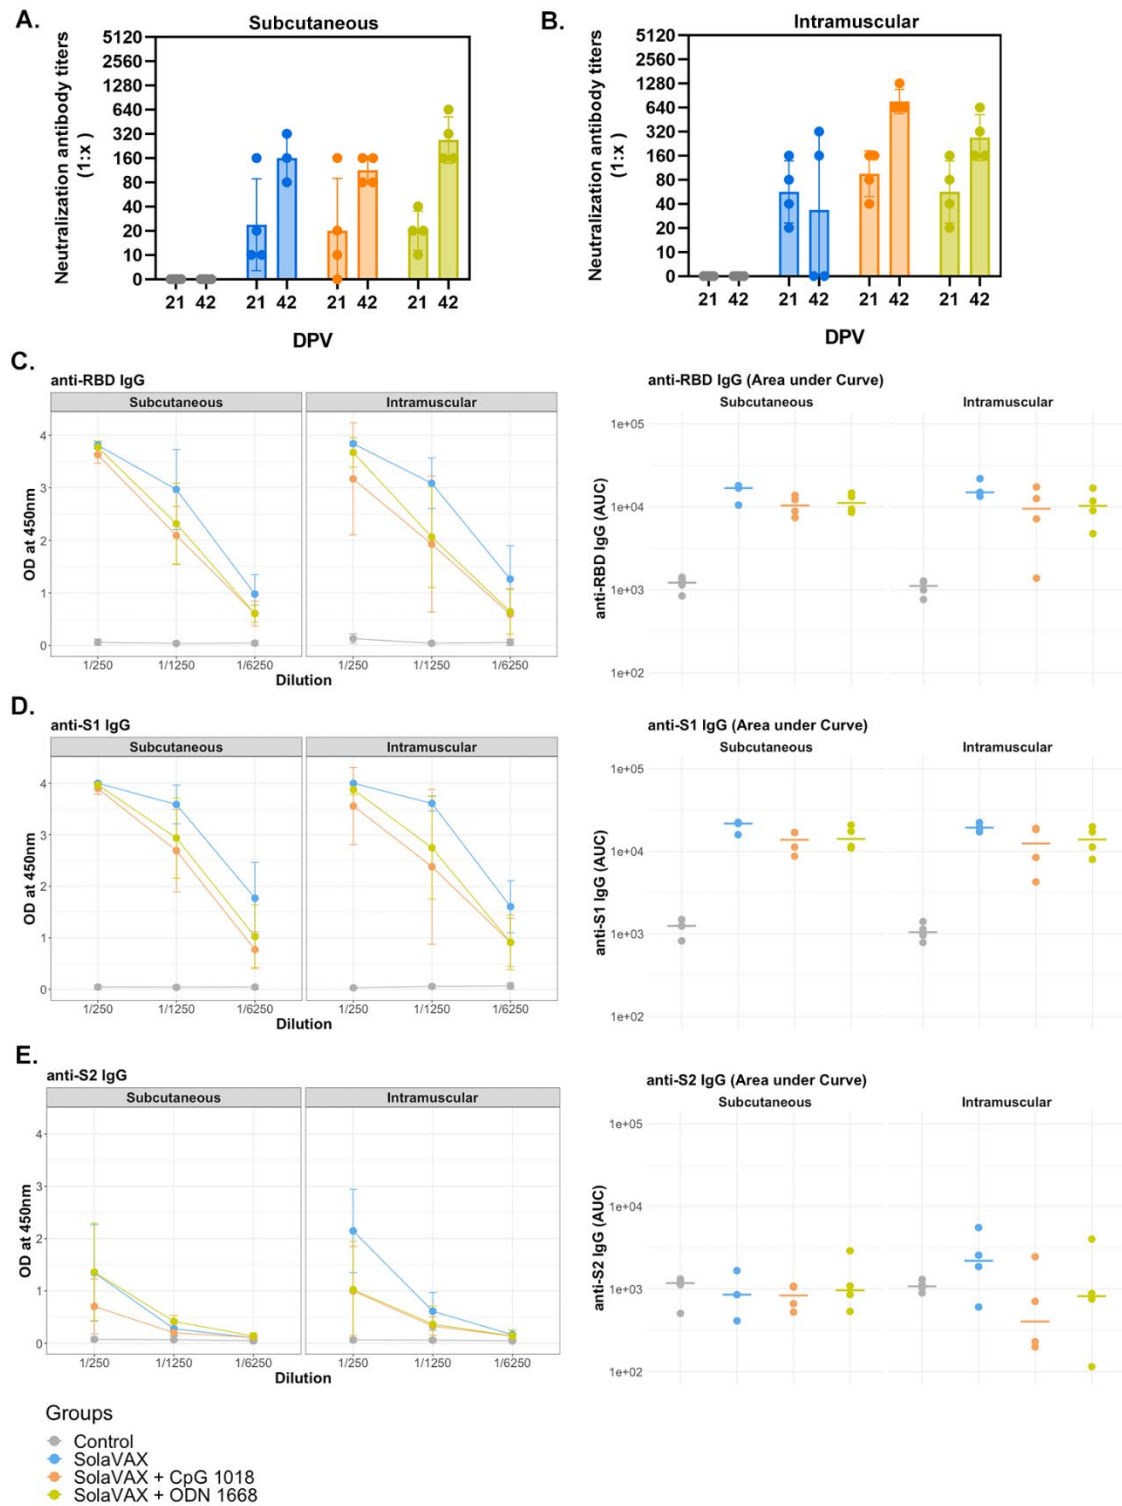 A.
Subcutaneous
Neutralization antibody titers
(1:x )
5120
2560
1280
640
320
160
80
40
20
10
0
21 42 21 42 21 42 21 42
DPV
B.
Intramuscular
Neutralization antibody titers
(1:x )
5120
2560
1280
640
320
160
80
40
20
10
0
21 42 21 42 21 42 21 42
DPV
C.
anti-RBD IgG
Subcutaneous Intramuscular
OD at 450nm
4
3
2
1
0
1/250 1/1250 1/6250 1/250 1/1250 1/6250
Dilution
anti-RBD IgG (Area under Curve)
Subcutaneous Intramuscular
anti-RBD IgG (AUC)
1e+05
1e+04
1e+03
1e+02
D.
anti-S1 IgG
Subcutaneous Intramuscular
OD at 450nm
4
3
2
1
0
1/250 1/1250 1/6250 1/250 1/1250 1/6250
Dilution
anti-S1 IgG (Area under Curve)
Subcutaneous Intramuscular
anti-S1 IgG (AUC)
1e+05
1e+04
1e+03
1e+02
E.
anti-S2 IgG
Subcutaneous Intramuscular
OD at 450nm
4
3
2
1
0
1/250 1/1250 1/6250 1/250 1/1250 1/6250
Dilution
anti-S2 IgG (Area under Curve)
Subcutaneous Intramuscular
anti-S2 IgG (AUC)
1e+05
1e+04
1e+03
1e+02
Groups
Control
SolaVAX
SolaVAX + CpG 1018
SolaVAX + ODN 1668